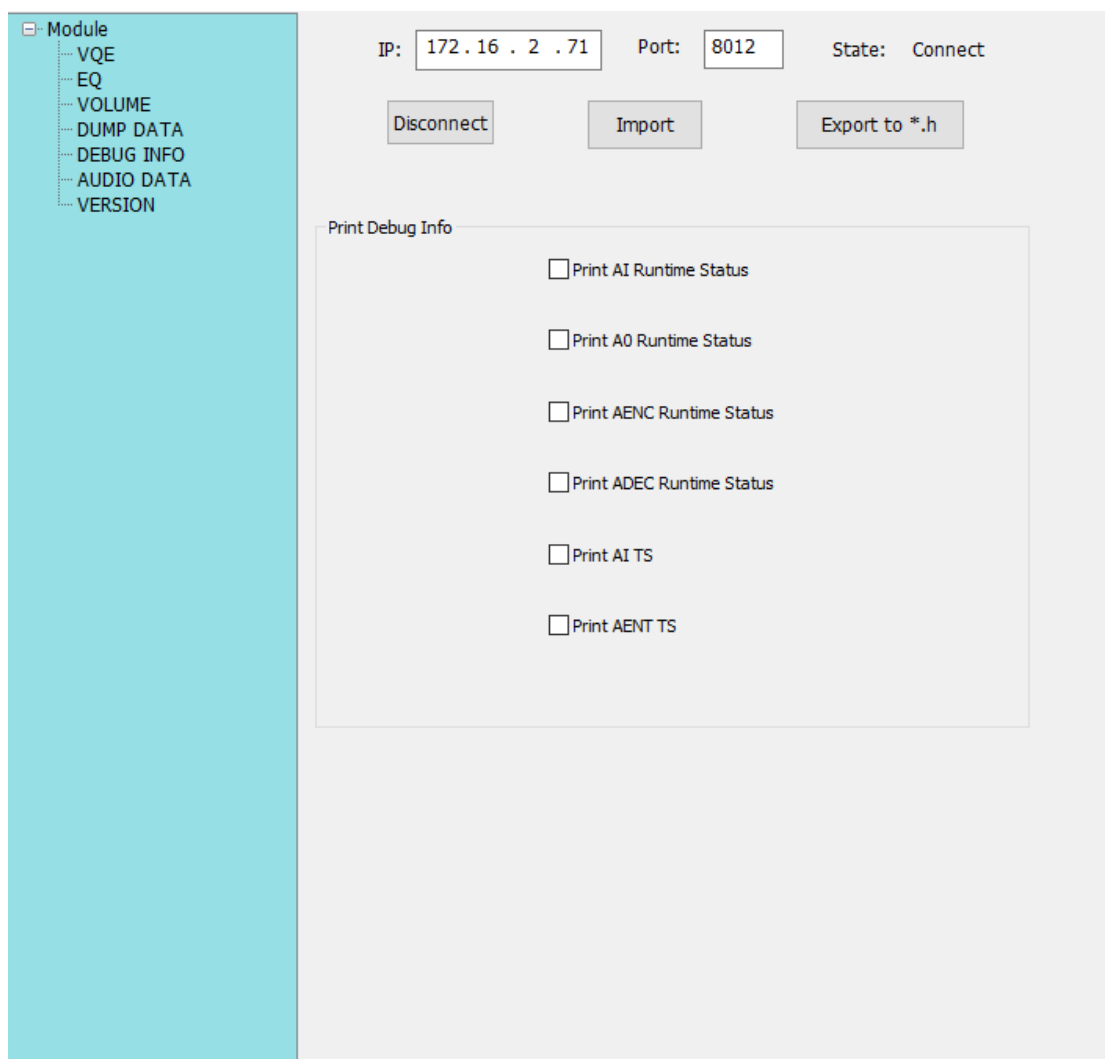 Module
VQE
EQ
VOLUME
DUMP DATA
DEBUG INFO
AUDIO DATA
VERSION
IP: 172.16 . 2 .71 Port: 8012 State: Connect
Disconnect Import Export to *.h
Print Debug Info
Print AI Runtime Status
Print A0 Runtime Status
Print AENC Runtime Status
Print ADEC Runtime Status
Print AI TS
Print AENT TS